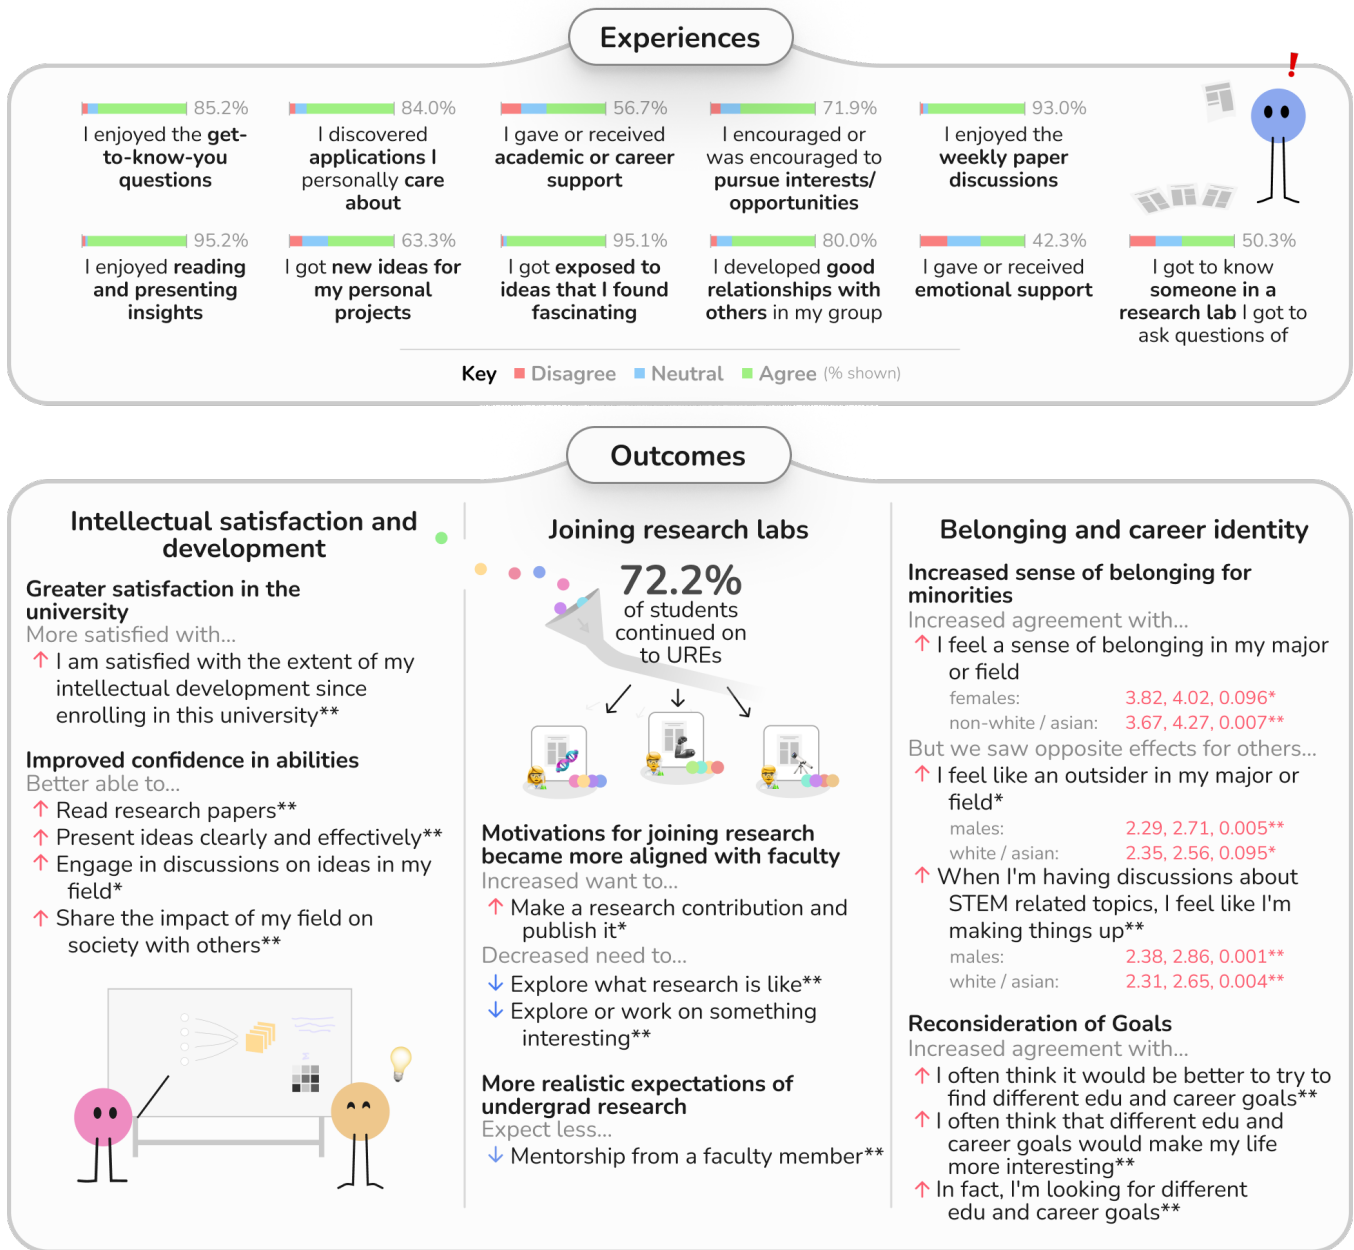 Experiences
85.2%
I enjoyed the get-
to-know-you
questions
84.0%
I discovered
applications I
personally care
about
56.7%
I gave or received
academic or career
support
71.9%
I encouraged or
was encouraged to
pursue interests/
opportunities
93.0%
I enjoyed the
weekly paper
discussions
!
95.2%
I enjoyed reading
and presenting
insights
63.3%
I got new ideas for
my personal
projects
95.1%
I got exposed to
ideas that I found
fascinating
80.0%
I developed good
relationships with
others in my group
42.3%
I gave or received
emotional support
50.3%
I got to know
someone in a
research lab I got to
ask questions of
Key Disagree Neutral Agree (% shown)
Outcomes
Intellectual satisfaction and
development
Greater satisfaction in the
university
More satisfied with...
↑ I am satisfied with the extent of my
intellectual development since
enrolling in this university**
Improved confidence in abilities
Better able to...
↑ Read research papers**
↑ Present ideas clearly and effectively**
↑ Engage in discussions on ideas in my
field*
↑ Share the impact of my field on
society with others**
Joining research labs
72.2%
of students
continued on
to UREs
Motivations for joining research
became more aligned with faculty
Increased want to...
↑ Make a research contribution and
publish it*
Decreased need to...
↓ Explore what research is like**
↓ Explore or work on something
interesting**
More realistic expectations of
undergrad research
Expect less...
↓ Mentorship from a faculty member**
Belonging and career identity
Increased sense of belonging for
minorities
Increased agreement with...
↑ I feel a sense of belonging in my major
or field
females: 3.82, 4.02, 0.096*
non-white / asian: 3.67, 4.27, 0.007**
But we saw opposite effects for others...
↑ I feel like an outsider in my major or
field*
males: 2.29, 2.71, 0.005**
white / asian: 2.35, 2.56, 0.095*
↑ When I'm having discussions about
STEM related topics, I feel like I'm
making things up**
males: 2.38, 2.86, 0.001**
white / asian: 2.31, 2.65, 0.004**
Reconsideration of Goals
Increased agreement with...
↑ I often think it would be better to try to
find different edu and career goals**
↑ I often think that different edu and
career goals would make my life
more interesting**
↑ In fact, I'm looking for different
edu and career goals**